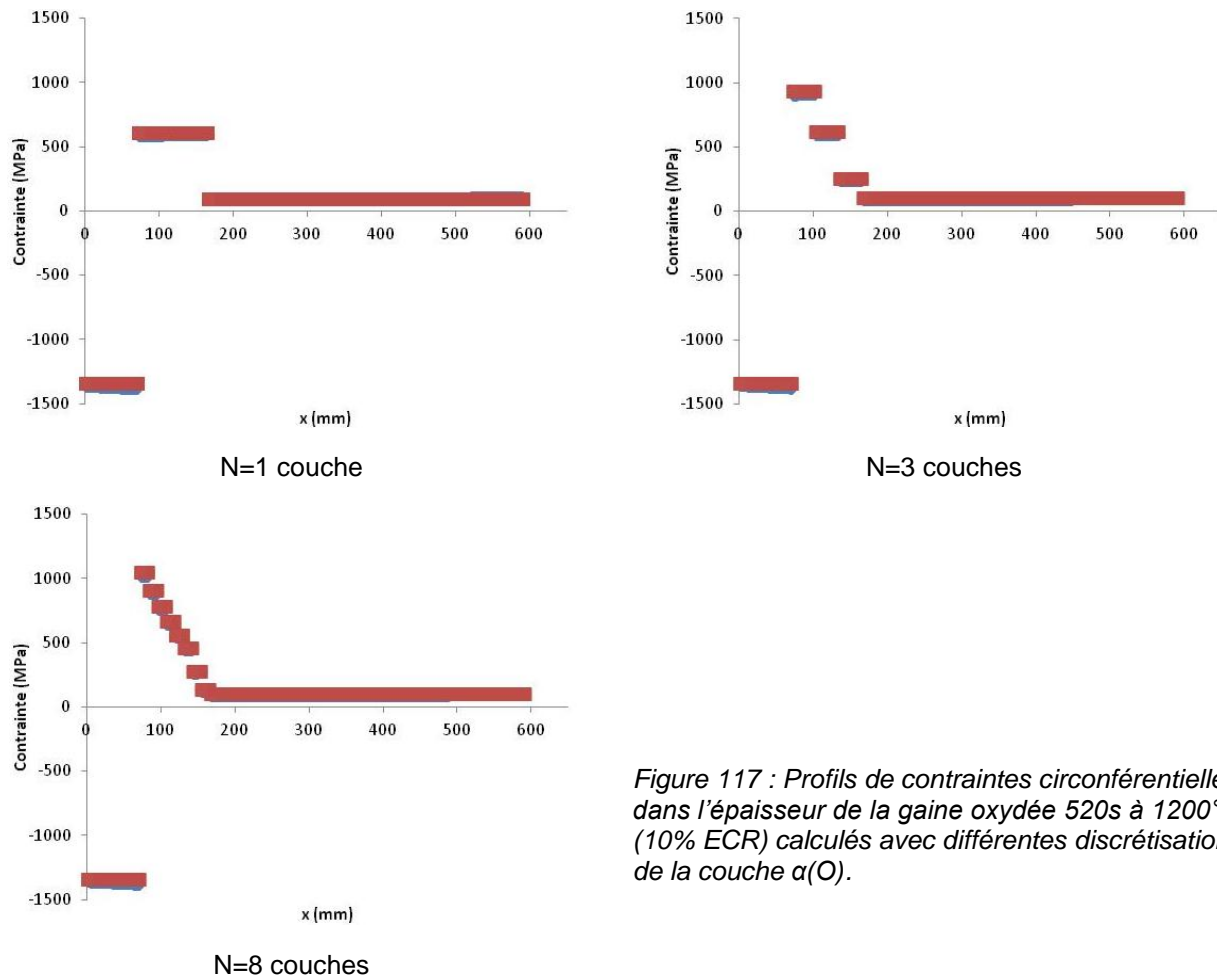 1500
1000
500
0
-500
-1000
-1500
0 100 200 300 400 500 600
Contrainte (MPa)
x (mm)
N=1 couche
1500
1000
500
0
-500
-1000
-1500
0 100 200 300 400 500 600
Contrainte (MPa)
x (mm)
N=3 couches
1500
1000
500
0
-500
-1000
-1500
0 100 200 300 400 500 600
Contrainte (MPa)
x (mm)
N=8 couches
Figure 117 : Profils de contraintes circonférentielle
dans l’épaisseur de la gaine oxydée 520s à 1200°
(10% ECR) calculés avec différentes discrétisation
de la couche α(O).